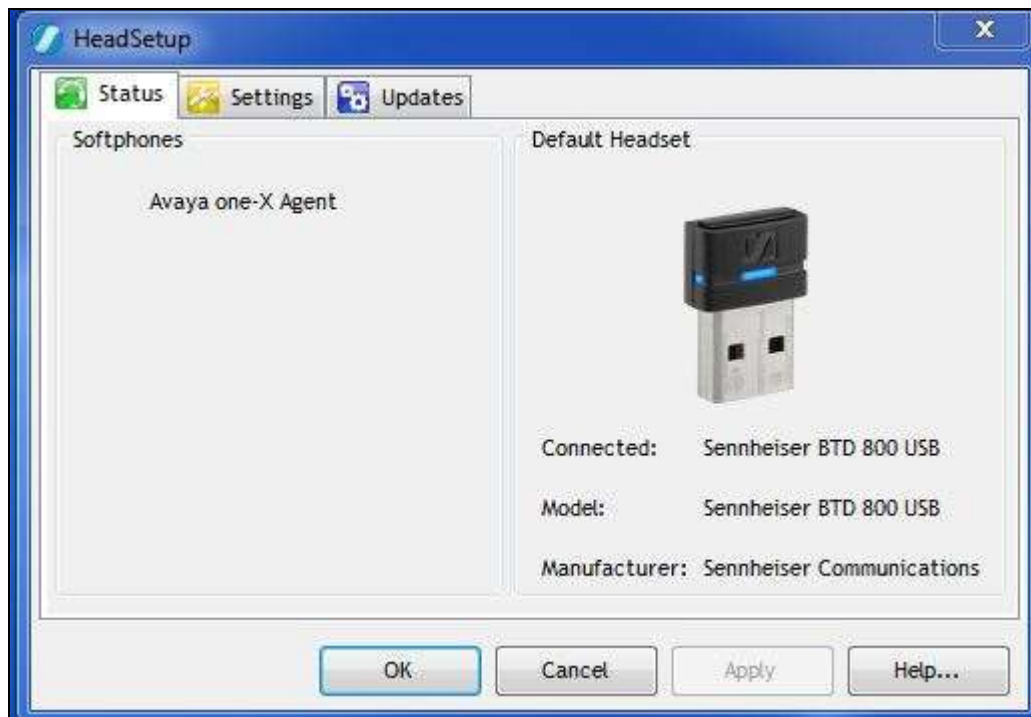 HeadSetup
X
Status Settings Updates
Softphones
Avaya one-X Agent
Default Headset
Connected: Sennheiser BTD 800 USB
Model: Sennheiser BTD 800 USB
Manufacturer: Sennheiser Communications
OK Cancel Apply Help...